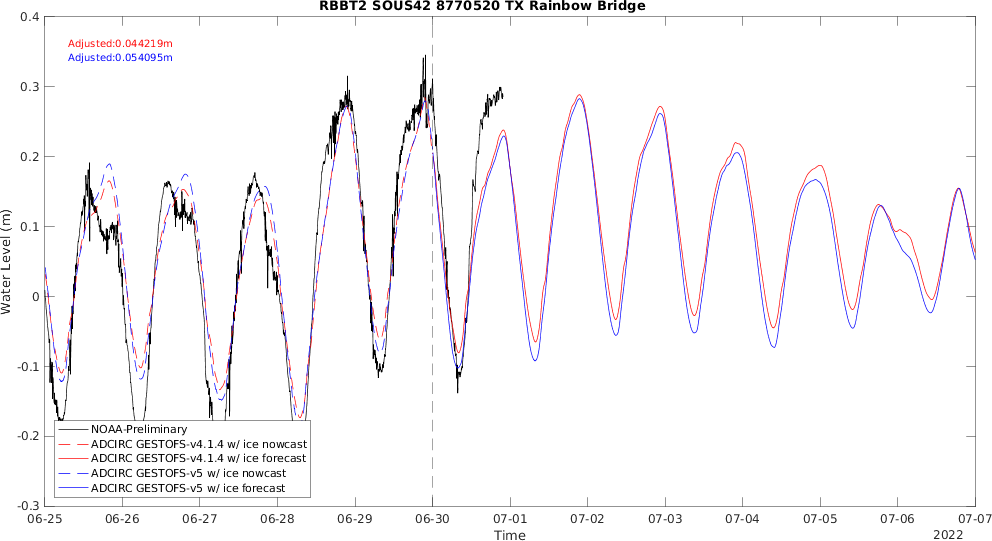 RBBT2 SOUS42 8770520 TX Rainbow Bridge
Adjusted:0.044219m
Adjusted:0.054095m
0.4
0.3
0.2
0.1
0
-0.1
-0.2
-0.3
Water Level (m)
NOAA-Preliminary
ADCIRC GESTOFS-v4.1.4 w/ ice nowcast
ADCIRC GESTOFS-v4.1.4 w/ ice forecast
ADCIRC GESTOFS-v5 w/ ice nowcast
ADCIRC GESTOFS-v5 w/ ice forecast
06-25 06-26 06-27 06-28 06-29 06-30 07-01 07-02 07-03 07-04 07-05 07-06 07-07
Time
2022